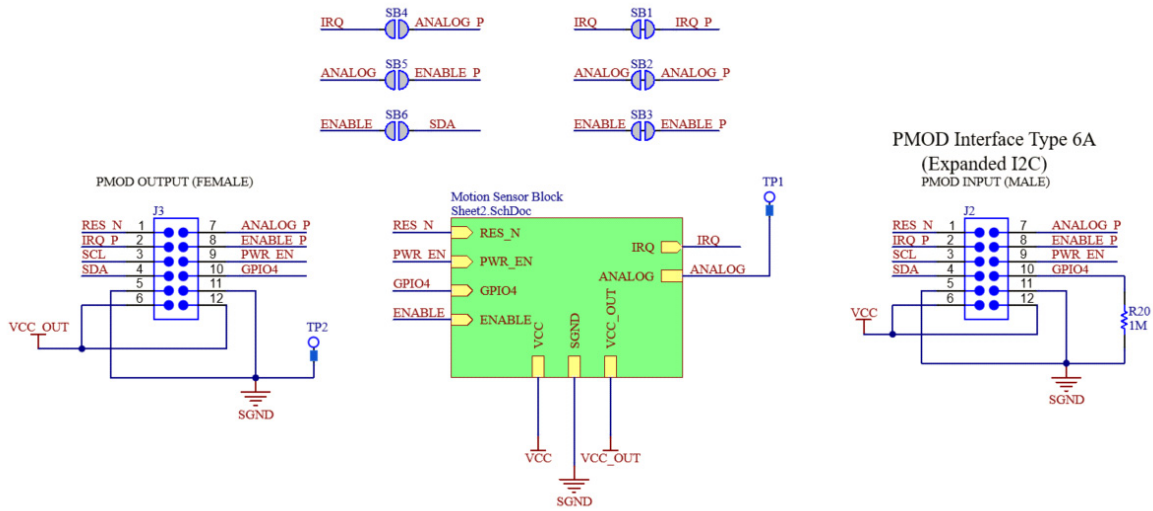 SB4
IRQ ANALOG_P
SB1
IRQ IRQ_P
SB5
ANALOG ENABLE_P
SB2
ANALOG ANALOG_P
SB6
ENABLE SDA
SB3
ENABLE ENABLE_P
PMOD OUTPUT (FEMALE)
J3
RES_N 1 7 ANALOG_P
IRQ_P 2 8 ENABLE_P
SCL 3 9 PWR_EN
SDA 4 10 GPIO4
5 11
6 12
VCC_OUT
TP2
SGND
Motion Sensor Block
Sheet2.SchDoc
TP1
RES_N RES_N
PWR_EN PWR_EN
GPIO4 GPIO4
ENABLE ENABLE
IRQ IRQ
ANALOG ANALOG
VCC
SGND
VCC_OUT
VCC
VCC_OUT
SGND
PMOD Interface Type 6A
(Expanded I2C)
PMOD INPUT (MALE)
J2
RES_N 1 7 ANALOG_P
IRQ_P 2 8 ENABLE_P
SCL 3 9 PWR_EN
SDA 4 10 GPIO4
5 11
6 12
VCC
R20
1M
SGND